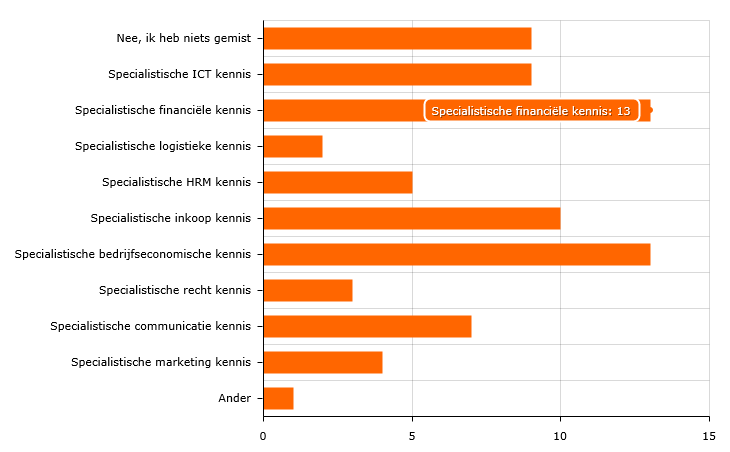 Nee, ik heb niets gemist
Specialistische ICT kennis
Specialistische financiële kennis
Specialistische financiële kennis: 13
Specialistische logistieke kennis
Specialistische HRM kennis
Specialistische inkoop kennis
Specialistische bedrijfseconomische kennis
Specialistische recht kennis
Specialistische communicatie kennis
Specialistische marketing kennis
Ander
0 5 10 15